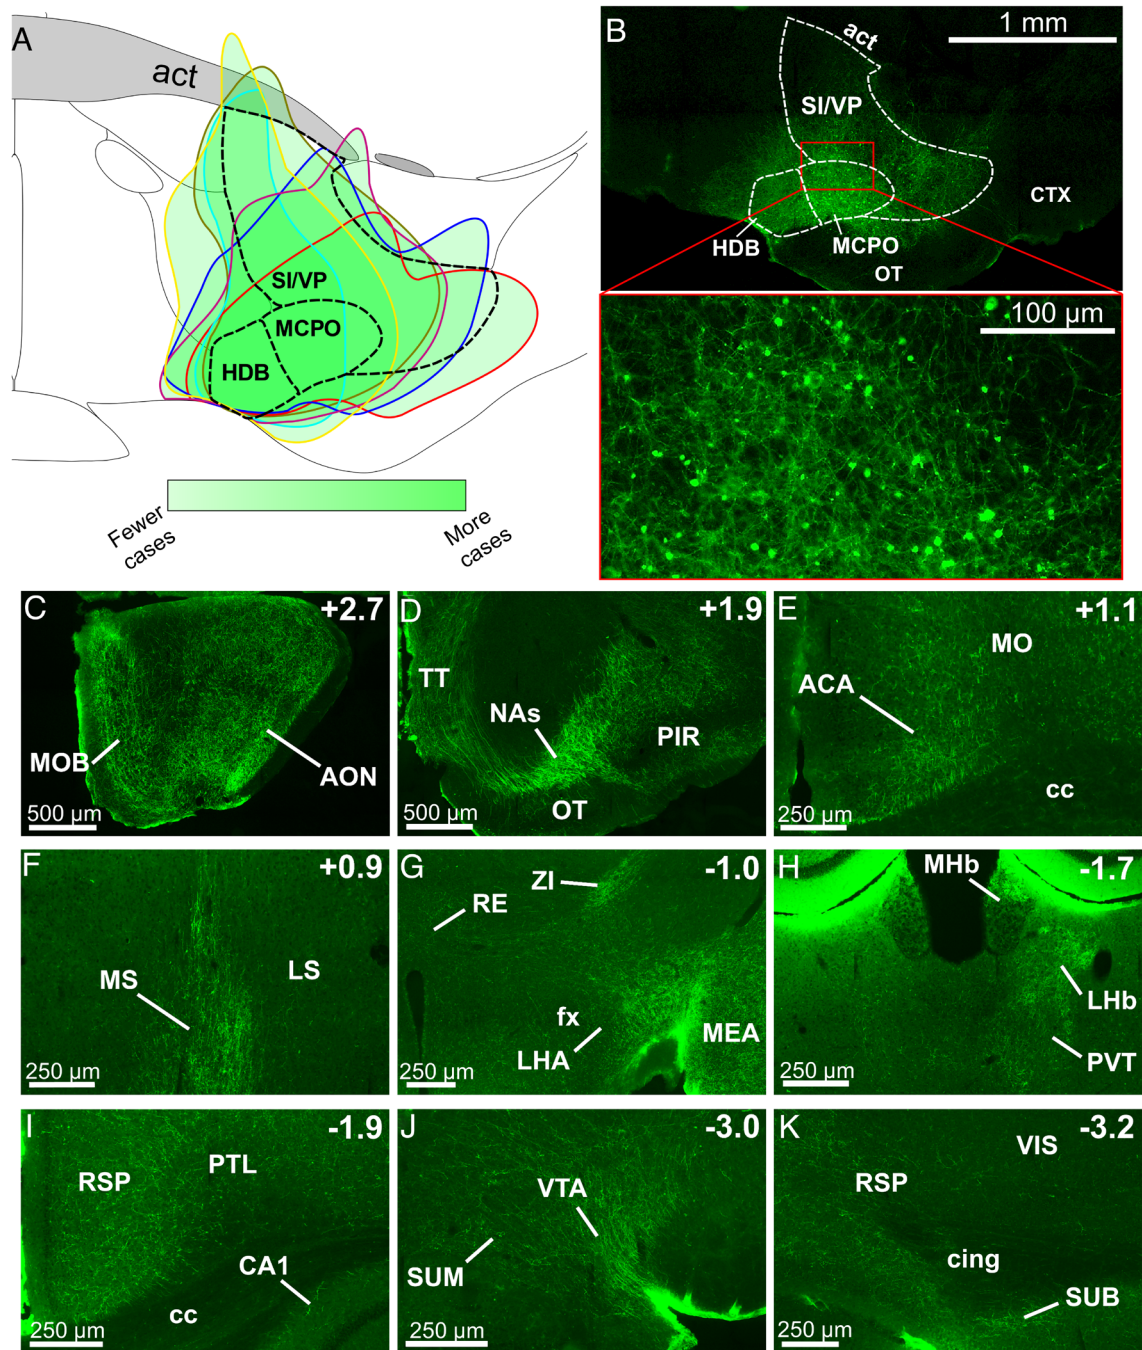 A
act
SI/VP
MCPO
HDB
Fewer
cases
More
cases
B
act
1 mm
SI/VP
CTX
HDB
MCPO
OT
100 µm
C
+2.7
MOB
AON
500 µm
D
+1.9
TT
NAs
PIR
OT
500 µm
E
+1.1
MO
ACA
cc
250 µm
F
+0.9
MS
LS
250 µm
G
-1.0
ZI
RE
fx
LHA
MEA
250 µm
H
-1.7
MHb
LHb
PVT
250 µm
I
-1.9
PTL
RSP
CA1
cc
250 µm
J
-3.0
VTA
SUM
250 µm
K
-3.2
VIS
RSP
cing
SUB
250 µm